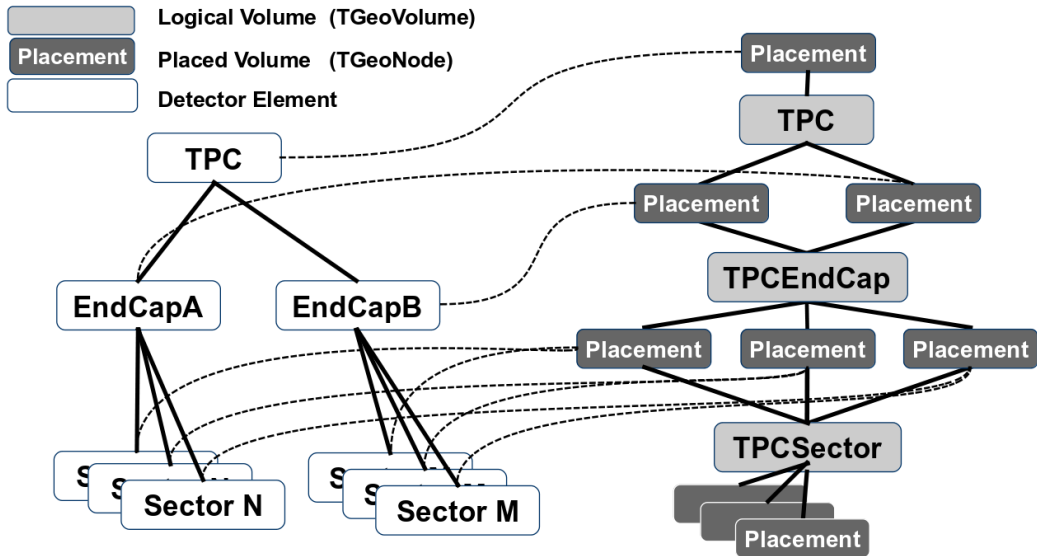 Logical Volume (TGeoVolume)
Placement Placed Volume (TGeoNode)
Detector Element
Placement
TPC
TPC
Placement Placement
TPCEndCap
EndCapA EndCapB
Placement Placement Placement
TPCSector
Sector N Sector M
Placement